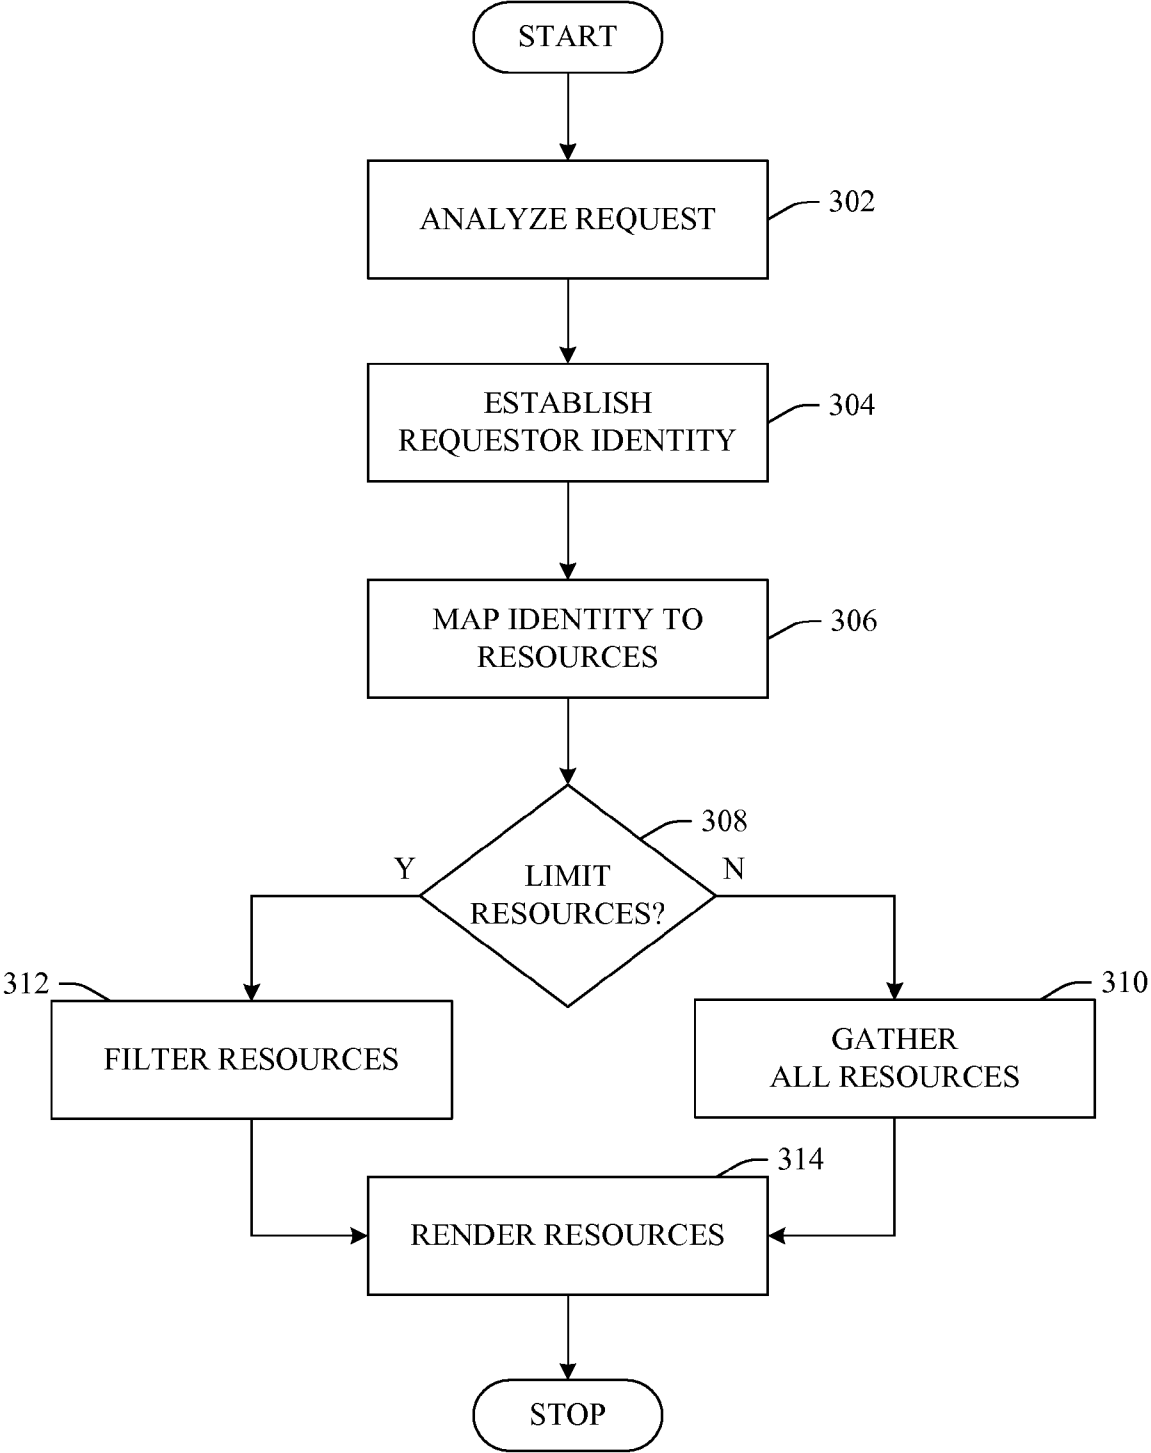 START
ANALYZE REQUEST
302
ESTABLISH
REQUESTOR IDENTITY
304
MAP IDENTITY TO
RESOURCES
306
308
Y
N
LIMIT
RESOURCES?
312
310
FILTER RESOURCES
GATHER
ALL RESOURCES
314
RENDER RESOURCES
STOP